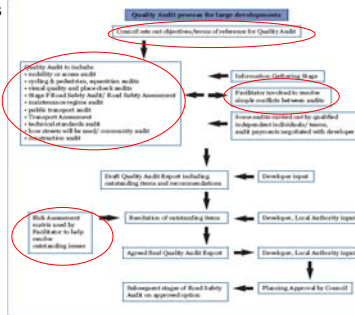 Quality Audit process for large developments
Council sets out objectives/terms of reference for Quality Audit
Quality Audit to include:
• mobility or access audit
• cycling & pedestrian, equestrian audits
• visual quality and place check audits
• Stage F Road Safety Audit/ Road Safety Assessment
• maintenance regime audit
• public transport audit
• Transport Assessment
• technical standards audit
• how streets will be used/ community audit
• construction audit
Information Gathering Stage
Facilitator involved to resolve
simple conflicts between audits
Some audits carried out by qualified
independent individuals/ teams,
audit payments negotiated with developer
Draft Quality Audit Report including
outstanding items and recommendations
Developer input
Risk Assessment
matrix used by
Facilitator to help
resolve
outstanding issues
Resolution of outstanding items
Developer, Local Authority input
Agreed final Quality Audit Report
Developer, Local Authority input
Subsequent stages of Road Safety
Audit on approved option
Planning Approval by Council